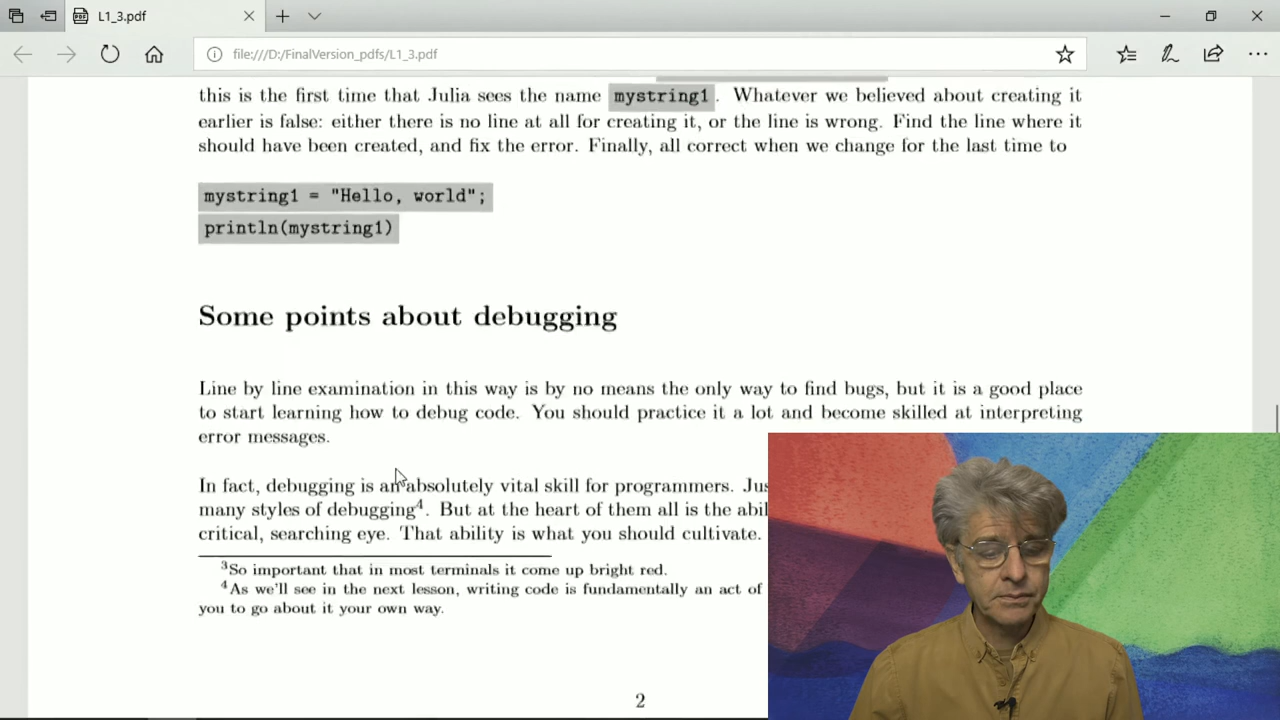 L1_3.pdf
file:///D:/FinalVersion_pdfs/L1_3.pdf
this is the first time that Julia sees the name mystring1 . Whatever we believed about creating it
earlier is false: either there is no line at all for creating it, or the line is wrong. Find the line where it
should have been created, and fix the error. Finally, all correct when we change for the last time to
mystring1 = "Hello, world";
println(mystring1)
Some points about debugging
Line by line examination in this way is by no means the only way to find bugs, but it is a good place
to start learning how to debug code. You should practice it a lot and become skilled at interpreting
error messages.
In fact, debugging is an absolutely vital skill for programmers. Jus
many styles of debugging⁴. But at the heart of them all is the abil
critical, searching eye. That ability is what you should cultivate.
³So important that in most terminals it come up bright red.
⁴As we'll see in the next lesson, writing code is fundamentally an act of
you to go about it your own way.
2